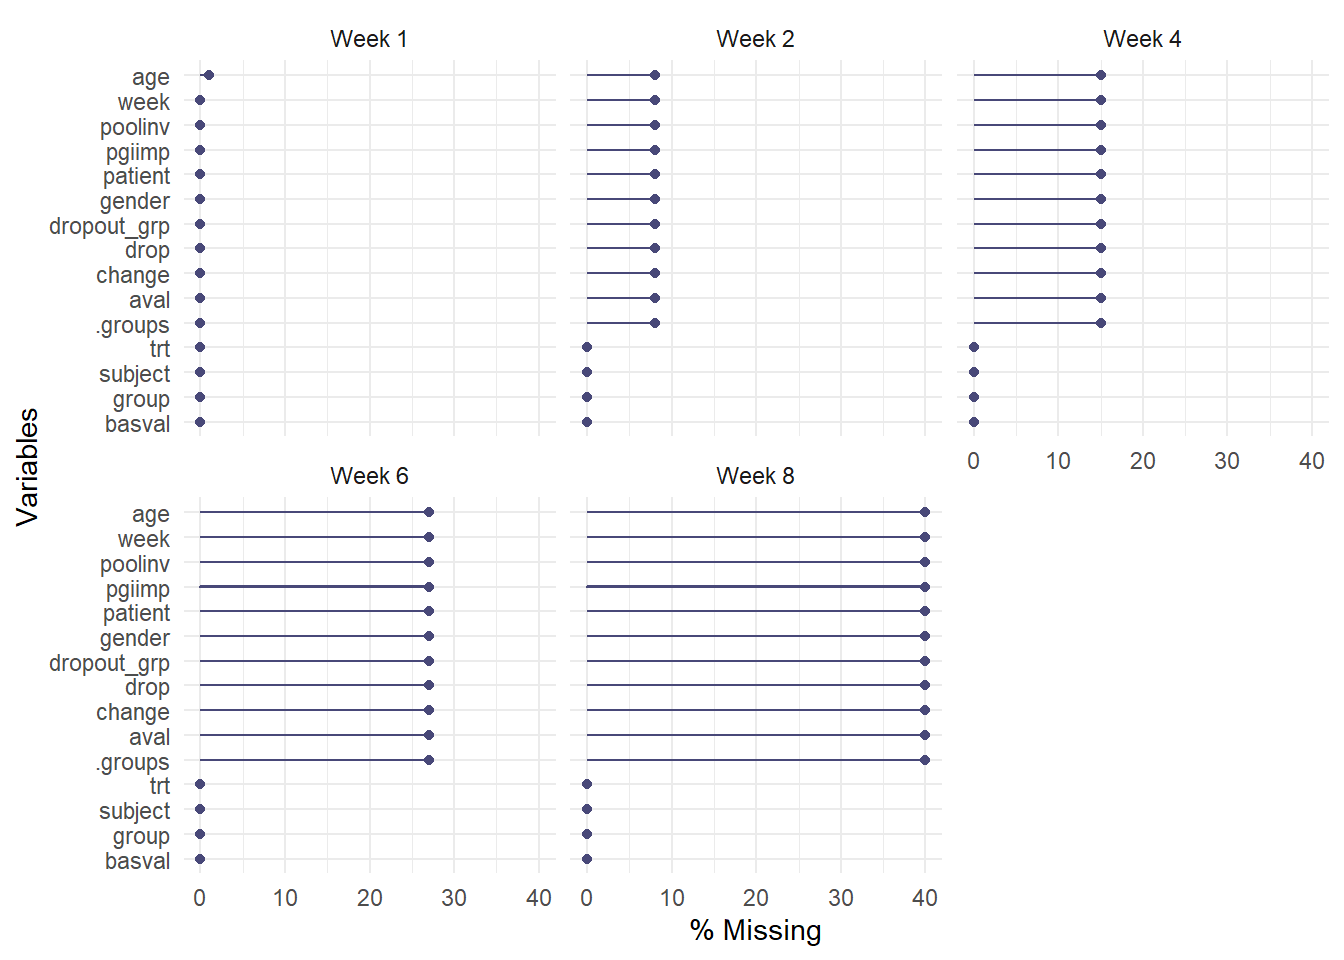 Week 1
Week 2
Week 4
age
week
poolinv
pgiimp
patient
gender
dropout_grp
drop
change
aval
.groups
trt
subject
group
basval
0 10 20 30 40
Variables
Week 6
Week 8
age
week
poolinv
pgiimp
patient
gender
dropout_grp
drop
change
aval
.groups
trt
subject
group
basval
0 10 20 30 40
0 10 20 30 40
% Missing